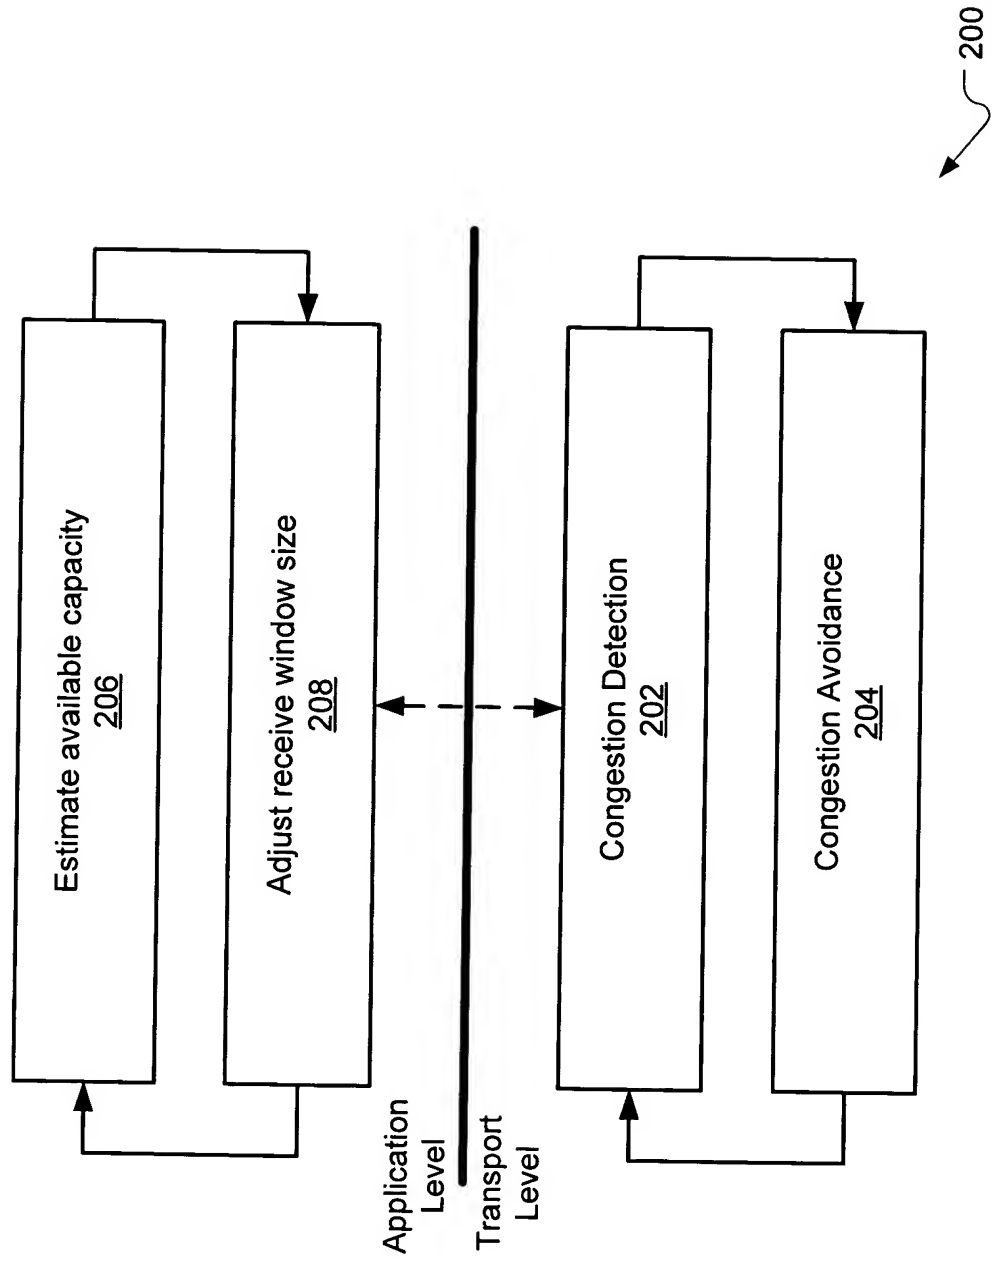 Estimate available capacity
206
Adjust receive window size
208
Application
Level
Transport
Level
Congestion Detection
202
Congestion Avoidance
204
200